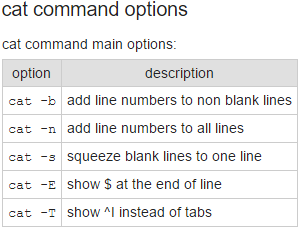 cat command options
cat command main options:
option description
cat -b add line numbers to non blank lines
cat -n add line numbers to all lines
cat -s squeeze blank lines to one line
cat -E show $ at the end of line
cat -T show ^I instead of tabs